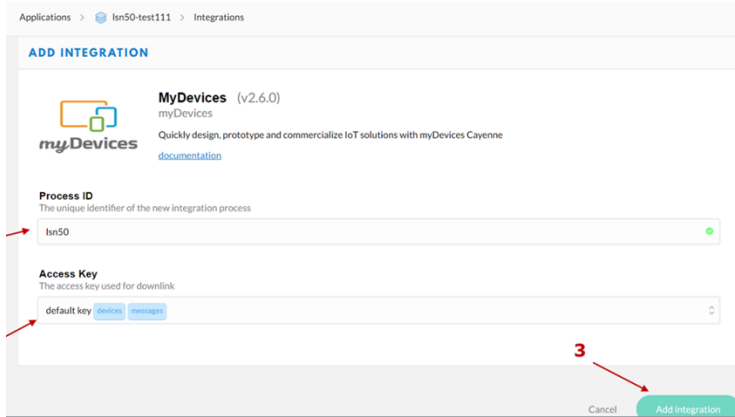 Applications > lsn50-test111 > Integrations
ADD INTEGRATION
MyDevices (v2.6.0)
myDevices
Quickly design, prototype and commercialize IoT solutions with myDevices Cayenne
documentation
myDevices
Process ID
The unique identifier of the new integration process
lsn50
Access Key
The access key used for downlink
default key devices messages
3
Cancel Add integration